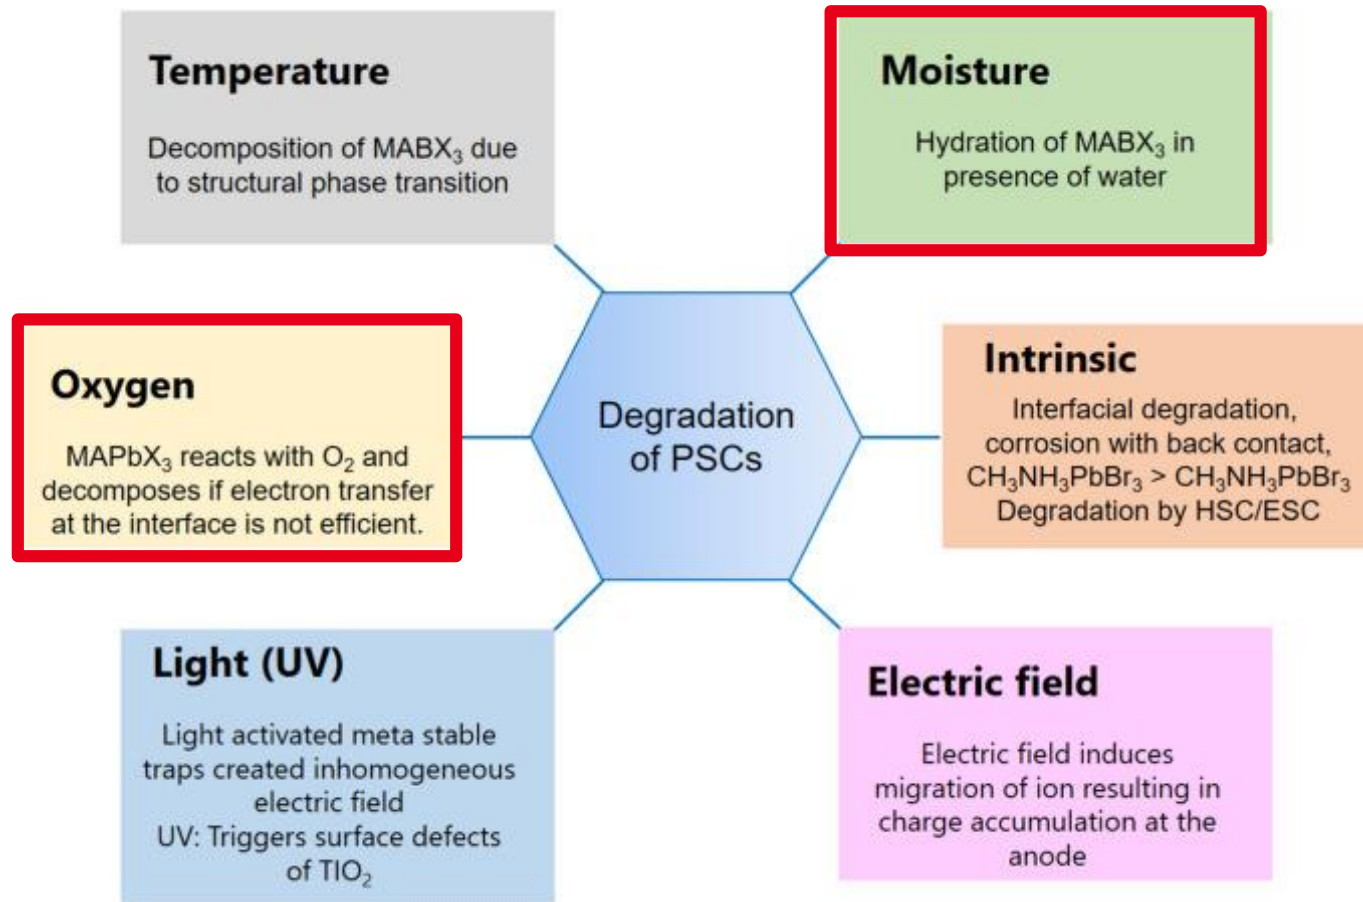 Temperature
Decomposition of MABX₃ due
to structural phase transition
Moisture
Hydration of MABX₃ in
presence of water
Oxygen
MAPbX₃ reacts with O₂ and
decomposes if electron transfer
at the interface is not efficient.
Degradation
of PSCs
Intrinsic
Interfacial degradation,
corrosion with back contact,
CH₃NH₃PbBr₃ > CH₃NH₃PbBr₃
Degradation by HSC/ESC
Light (UV)
Light activated meta stable
traps created inhomogeneous
electric field
UV: Triggers surface defects
of TIO₂
Electric field
Electric field induces
migration of ion resulting in
charge accumulation at the
anode